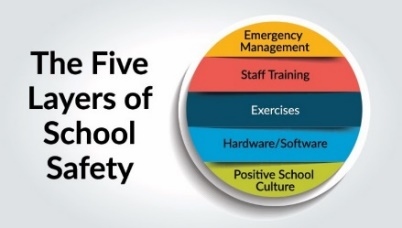 The Five
Layers of
School
Safety
Emergency
Management
Staff Training
Exercises
Hardware/Software
Positive School
Culture